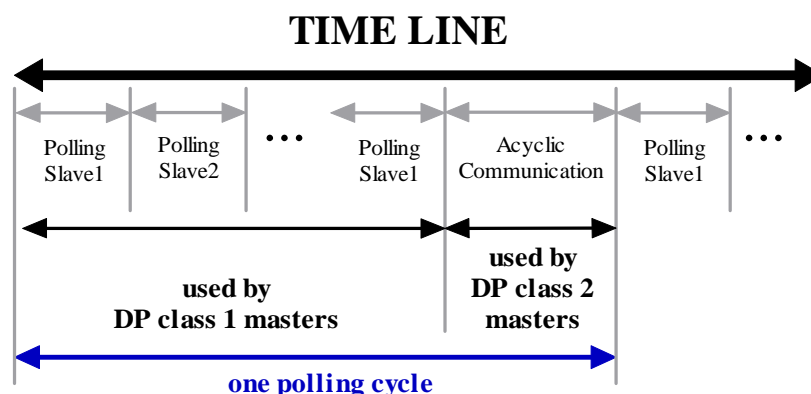 TIME LINE
Polling
Slave1
Polling
Slave2
...
Polling
Slave1
Acyclic
Communication
Polling
Slave1
...
used by
DP class 1 masters
used by
DP class 2
masters
one polling cycle